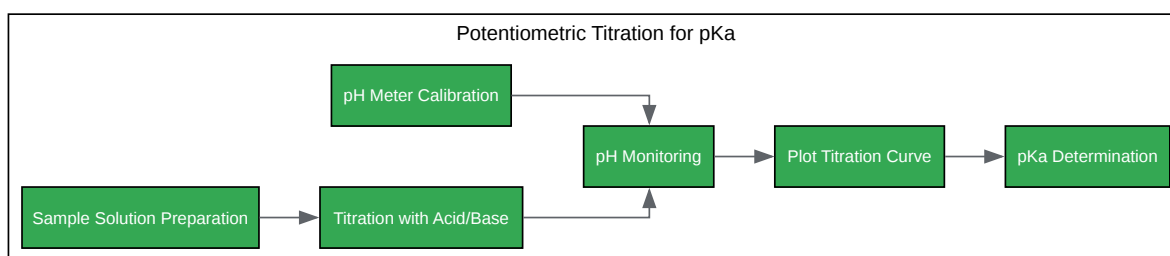 Potentiometric Titration for pKa
pH Meter Calibration
pH Monitoring
Plot Titration Curve
pKa Determination
Sample Solution Preparation
Titration with Acid/Base